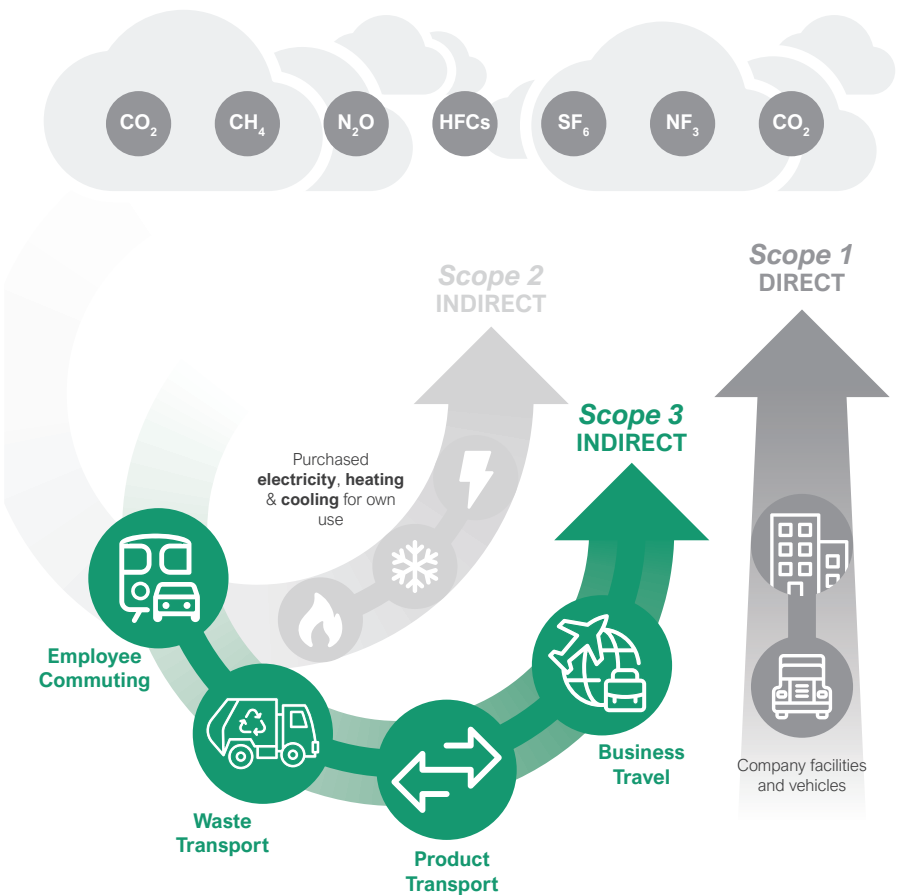 CO₂ CH₄ N₂O HFCs SF₆ NF₃ CO₂
Scope 1
DIRECT
Scope 2
INDIRECT
Scope 3
INDIRECT
Purchased
electricity, heating
& cooling for own
use
Employee
Commuting
Waste
Transport
Product
Transport
Business
Travel
Company facilities
and vehicles